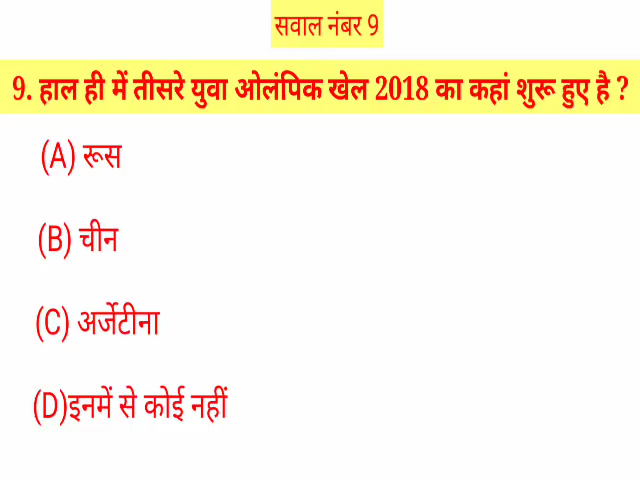 सवाल नंबर 9
9. हाल ही में तीसरे युवा ओलंपिक खेल 2018 का कहां शुरू हुए है ?
(A) रूस
(B) चीन
(C) अर्जेटीना
(D)इनमें से कोई नहीं